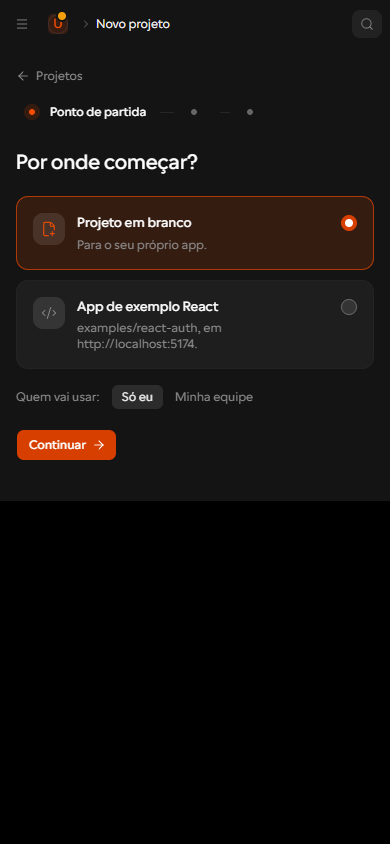 U
Novo projeto
Projetos
Ponto de partida
Por onde começar?
Projeto em branco
Para o seu próprio app.
App de exemplo React
examples/react-auth, em
http://localhost:5174.
Quem vai usar: Só eu Minha equipe
Continuar